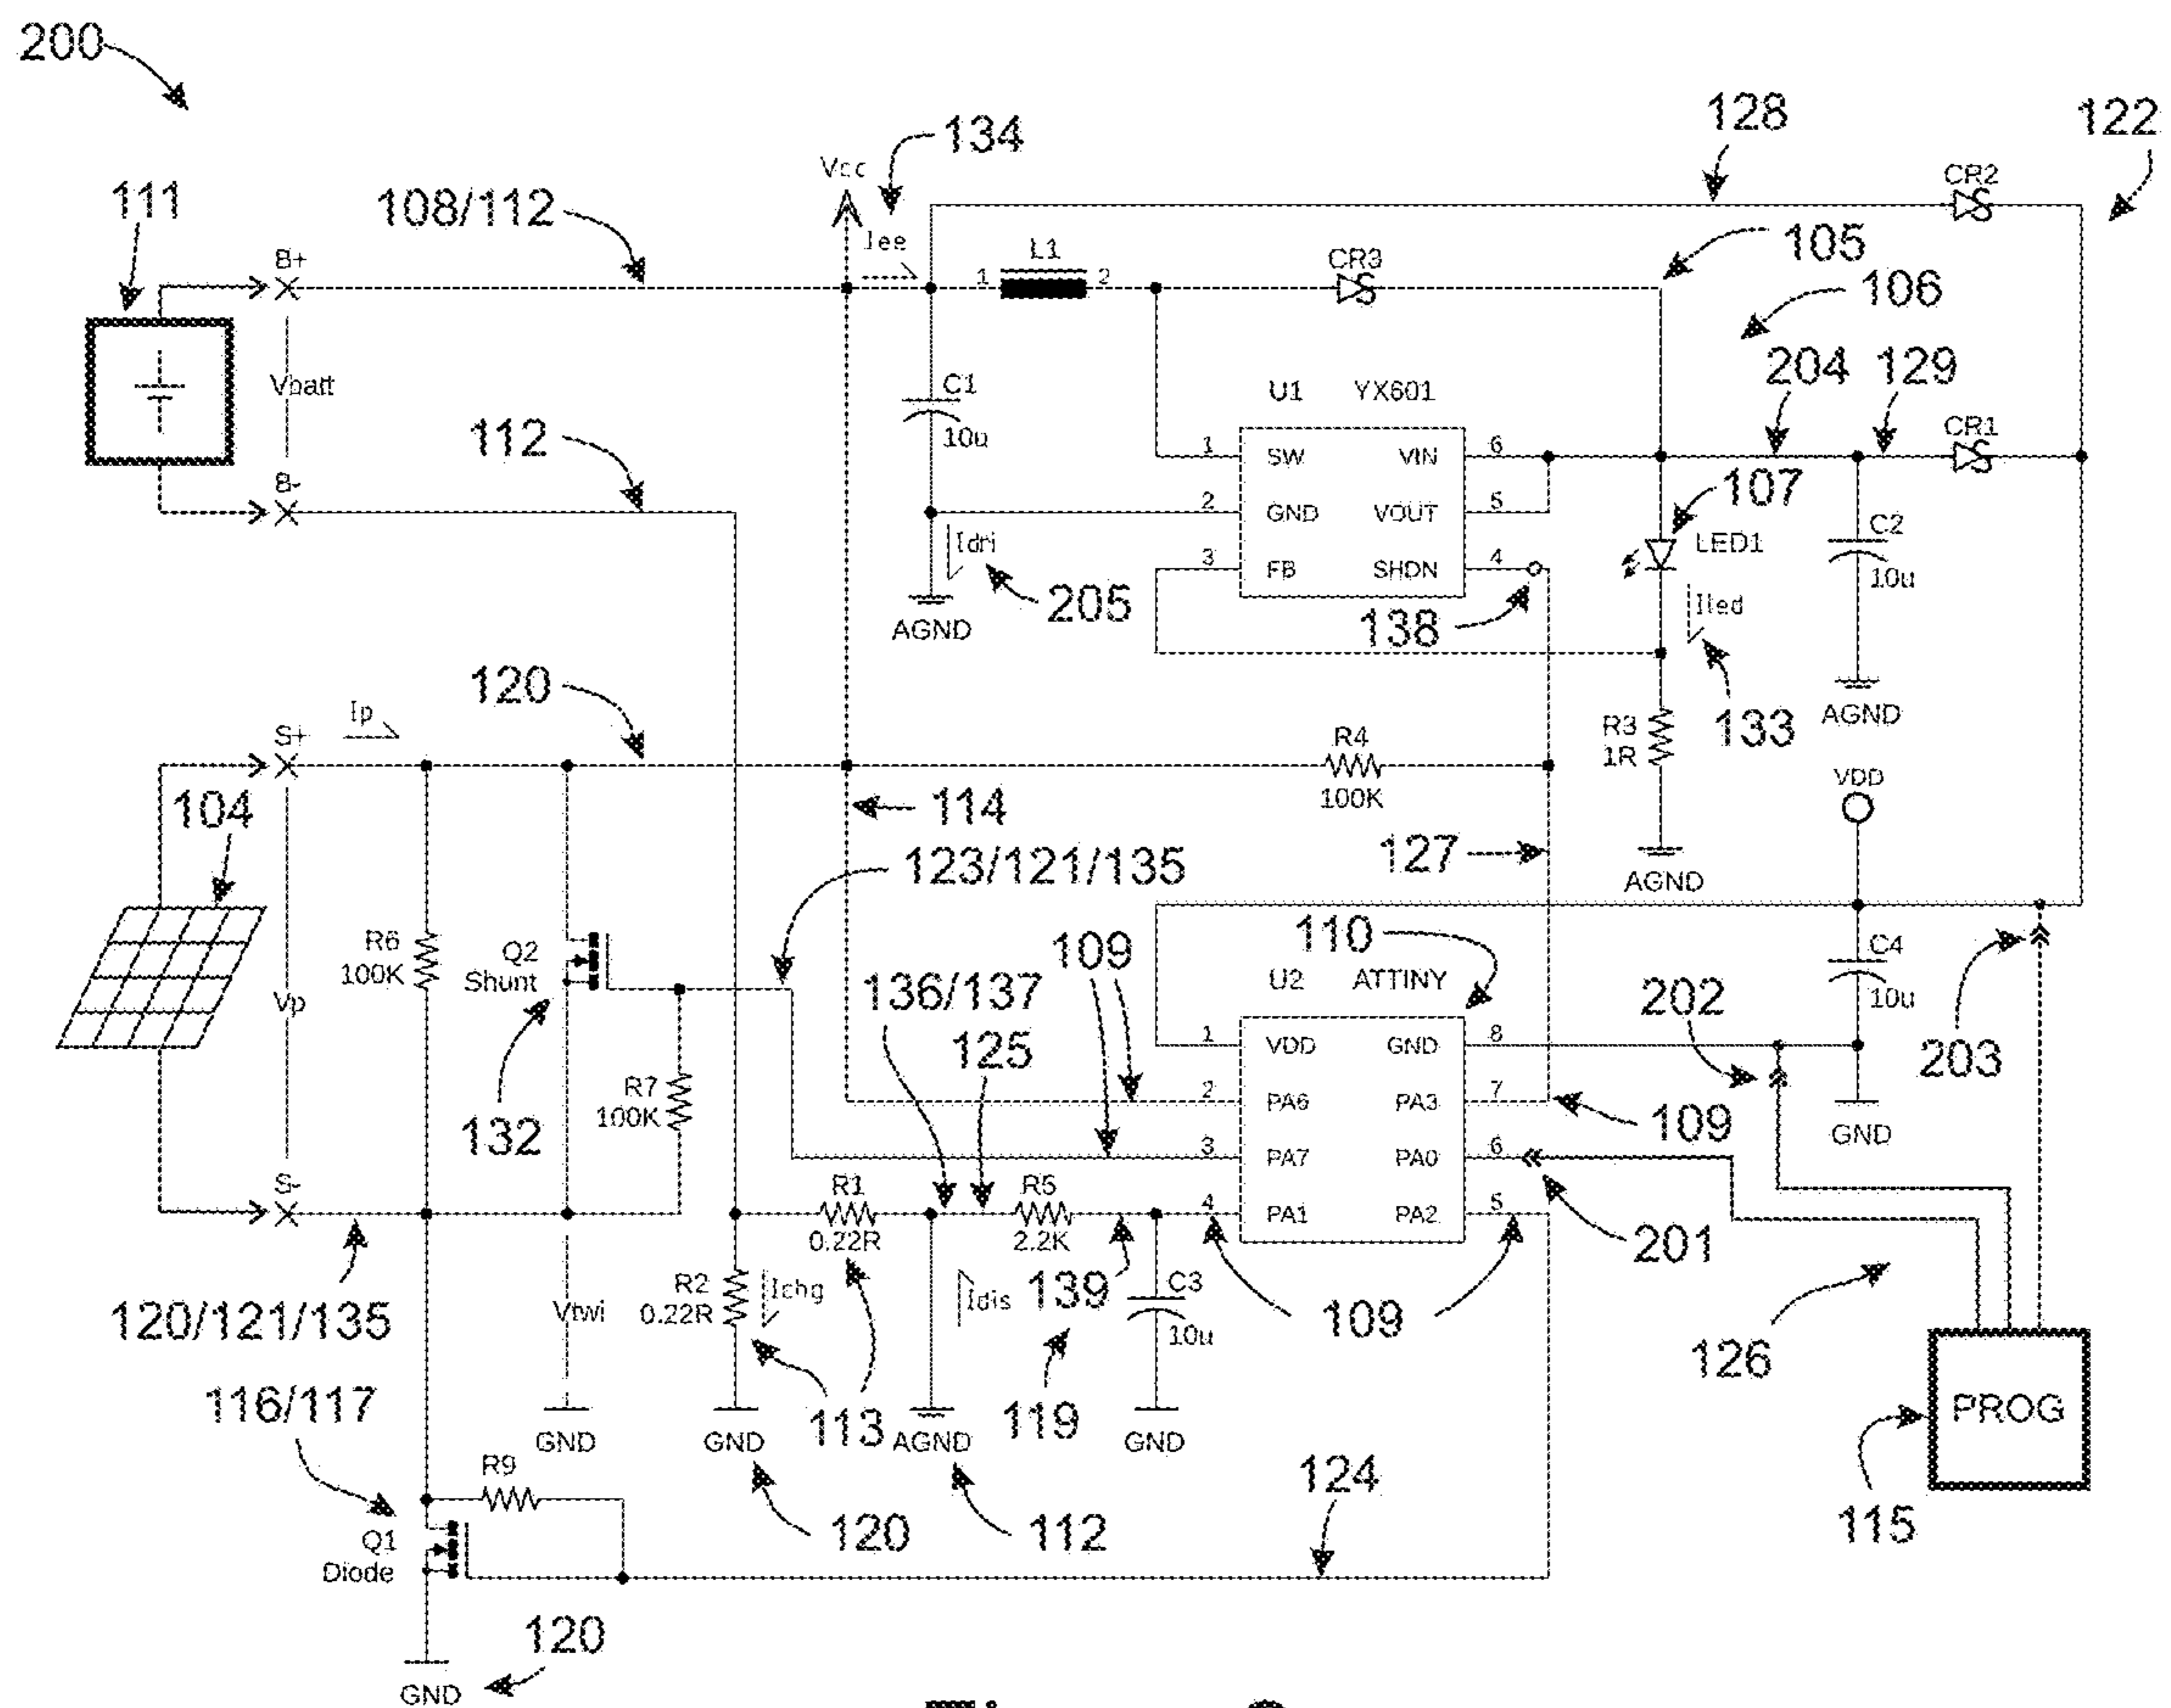 200
134
128
122
Vcc
CR2
111
108/112
Iee
L1
105
B+
1 2
CR3
106
204 129
Vbatt
C1
U1 YX601
112
10u
CR1
1 SW VIN 6
107
B-
2 GND VOUT 5
C2
Idri
LED1
3 FB SHDN 4
10u
205
Iled
AGND
138
120
Ip
133
AGND
S+
R4
R3
1R
104
100K
VDD
114
127
123/121/135
AGND
110
109
R6
100K
Q2
Shunt
C4
136/137
U2 ATTINY
202
10u
Vp
125
203
1 VDD GND 8
R7
100K
2 PA6 PA3 7
132
109
GND
3 PA7 PA0 6
S-
R1
R5
4 PA1 PA2 5
0.22R
2.2K
201
R2
0.22R
Ichg
Idis
139
C3
120/121/135
Vtwi
109
10u
126
119
116/117
113
PROG
GND
GND
AGND
GND
R9
124
120
112
115
Q1
Diode
120
GND